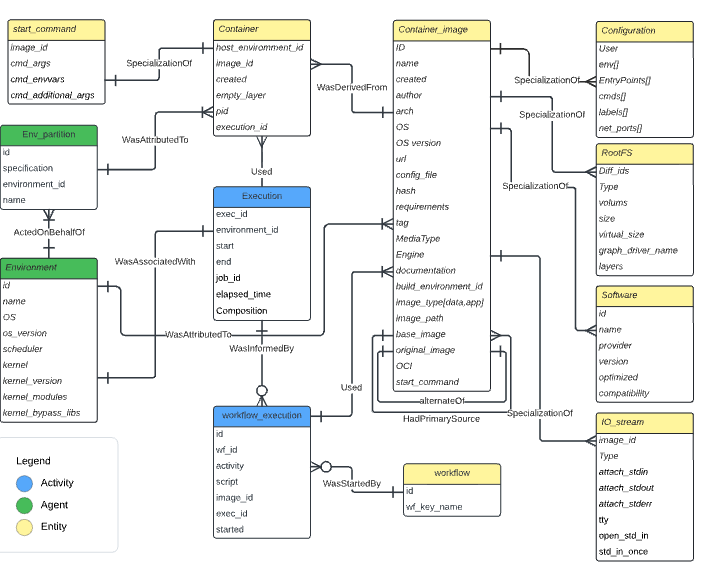 start_command
image_id
cmd_args
cmd_envvars
cmd_additional_args
SpecializationOf
Container
host_enviromment_id
image_id
created
empty_layer
pid
execution_id
WasDerivedFrom
Container_image
ID
name
created
author
arch
OS
OS version
url
config_file
hash
requirements
tag
MediaType
Engine
documentation
build_environment_id
image_type[data,app]
image_path
base_image
original_image
OCI
start_command
SpecializationOf
SpecializationOf
SpecializationOf
SpecializationOf
alternateOf
HadPrimarySource
Configuration
User
env[]
EntryPoints[]
cmds[]
labels[]
net_ports[]
RootFS
Diff_ids
Type
volums
size
virtual_size
graph_driver_name
layers
Software
id
name
provider
version
optimized
compatibility
IO_stream
image_id
Type
attach_stdin
attach_stdout
attach_stderr
tty
open_std_in
std_in_once
Env_partition
id
specification
environment_id
name
WasAttributedTo
ActedOnBehalfOf
Environment
id
name
OS
os_version
scheduler
kernel
kernel_version
kernel_modules
kernel_bypass_libs
WasAssociatedWith
WasAttributedTo
Used
Execution
exec_id
environment_id
start
end
job_id
elapsed_time
Composition
WasInformedBy
Used
workflow_execution
id
wf_id
activity
script
image_id
exec_id
started
WasStartedBy
workflow
id
wf_key_name
Legend
Activity
Agent
Entity